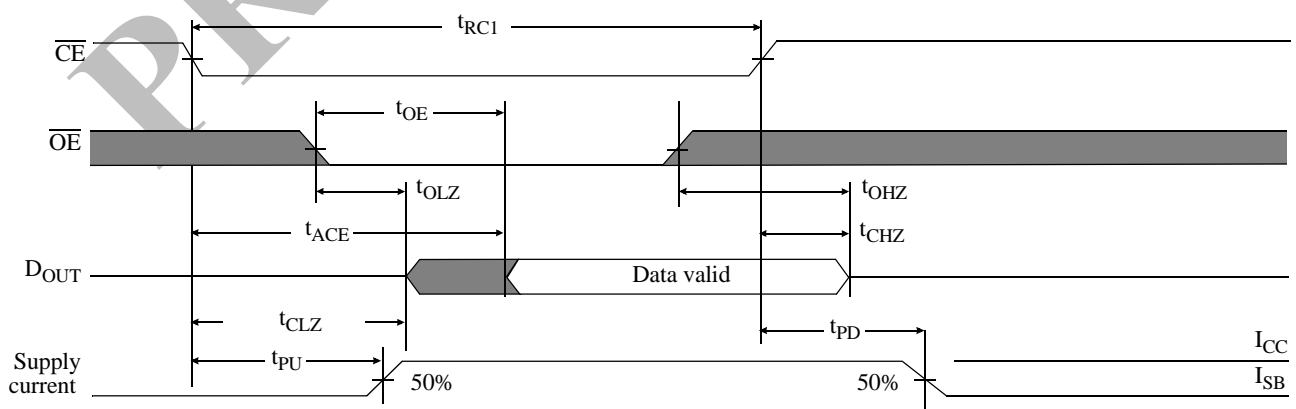 tRC1
CE
tOE
OE
tOLZ
tOHZ
tACE
tCHZ
DOUT
Data valid
tCLZ
tPD
tPU
ICC
Supply
current
50%
50%
ISB